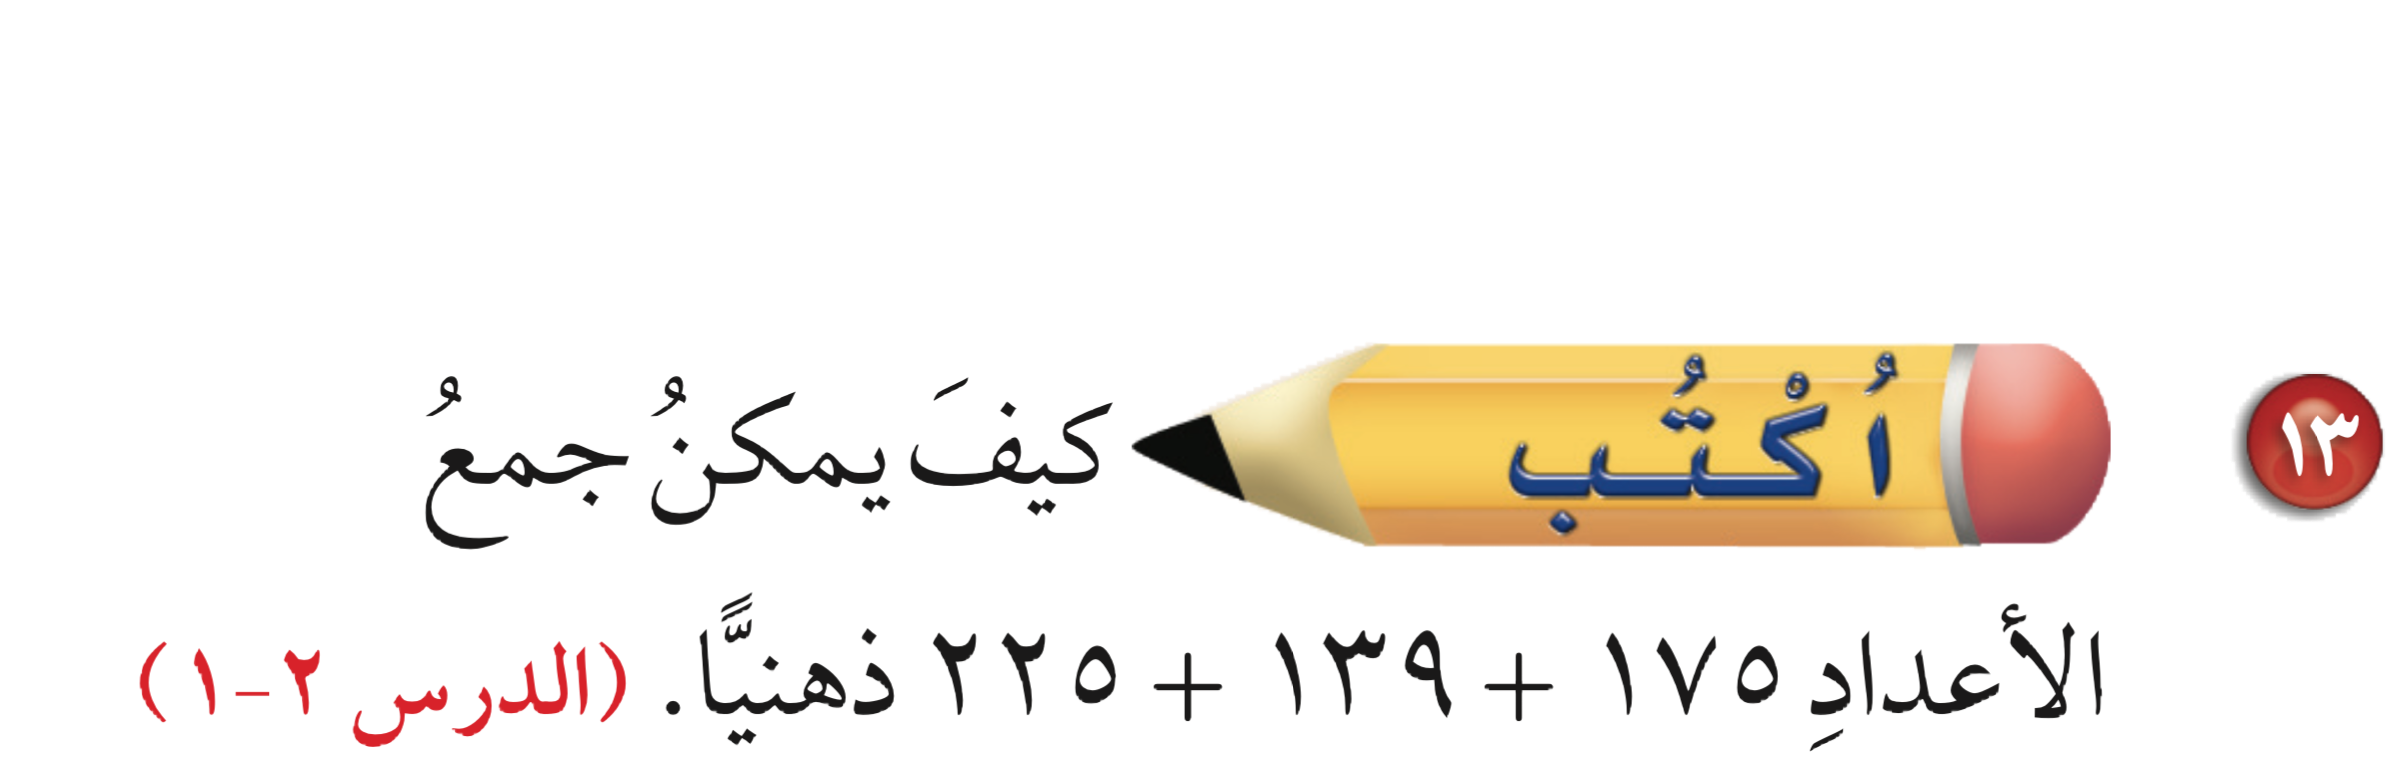 ١٣ أُكْتُب كيفَ يمكنُ جمعُ
الأعدادِ ١٧٥ + ١٣٩ + ٢٢٥ ذهنيًّا. (الدرس ٢-١)